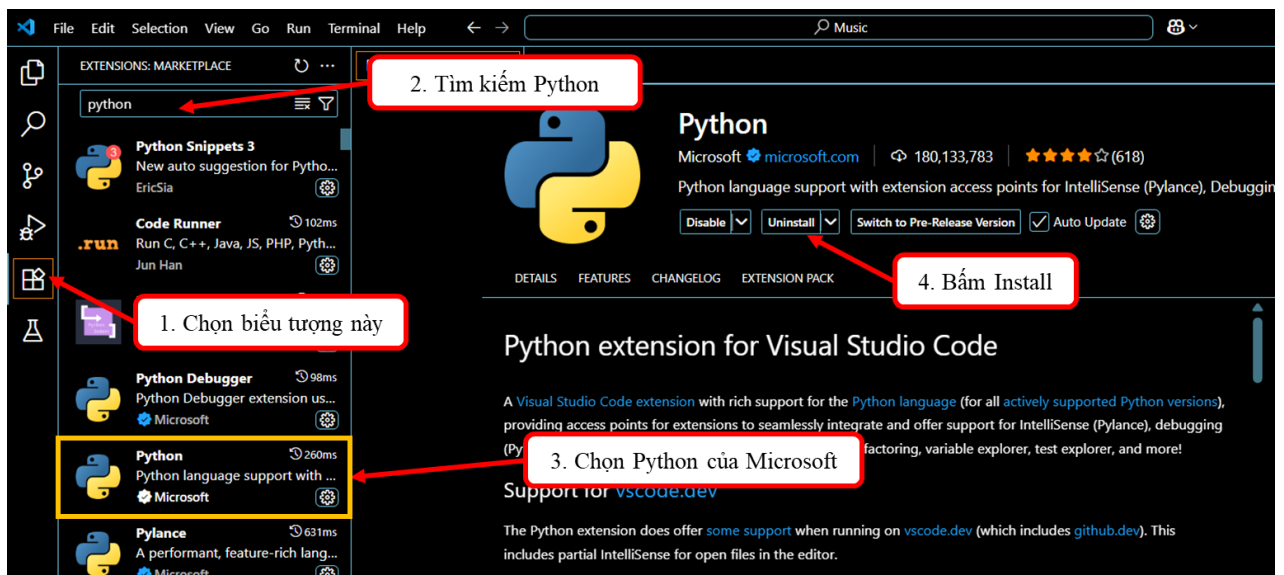 File Edit Selection View Go Run Terminal Help
Music
EXTENSIONS: MARKETPLACE
2. Tìm kiếm Python
python
Python Snippets 3
3
New auto suggestion for Pytho...
EricSia
Code Runner 102ms
.run
Run C, C++, Java, JS, PHP, Pyth...
Jun Han
1. Chọn biểu tượng này
Python Debugger 98ms
Python Debugger extension us...
Microsoft
Python 260ms
Python language support with ...
Microsoft
Pylance 631ms
A performant, feature-rich lang...
Microsoft
Python
Microsoft microsoft.com 180,133,783 (618)
Python language support with extension access points for IntelliSense (Pylance), Debuggin
Disable Uninstall Switch to Pre-Release Version Auto Update
4. Bấm Install
DETAILS FEATURES CHANGELOG EXTENSION PACK
Python extension for Visual Studio Code
A Visual Studio Code extension with rich support for the Python language (for all actively supported Python versions),
providing access points for extensions to seamlessly integrate and offer support for IntelliSense (Pylance), debugging
(Py factoring, variable explorer, test explorer, and more!
3. Chọn Python của Microsoft
Support for vscode.dev
The Python extension does offer some support when running on vscode.dev (which includes github.dev). This
includes partial IntelliSense for open files in the editor.